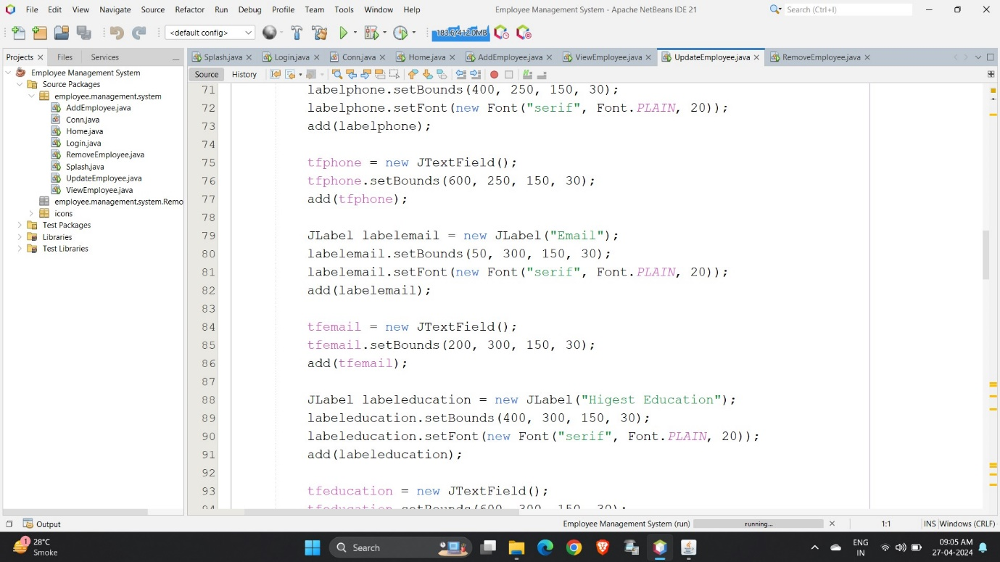 File Edit View Navigate Source Refactor Run Debug Profile Team Tools Window Help
Employee Management System - Apache NetBeans IDE 21
Search (Ctrl+I)
<default config>
183.6/412.0MB
Projects
Files
Services
Splash.java
Login.java
Conn.java
Home.java
AddEmployee.java
ViewEmployee.java
UpdateEmployee.java
RemoveEmployee.java
Source
History
Employee Management System
Source Packages
employee.management.system
AddEmployee.java
Conn.java
Home.java
Login.java
RemoveEmployee.java
Splash.java
UpdateEmployee.java
ViewEmployee.java
employee.management.system.Remo
icons
Test Packages
Libraries
Test Libraries
71 labelphone.setBounds(400, 250, 150, 30);
72 labelphone.setFont(new Font("serif", Font.PLAIN, 20));
73 add(labelphone);
74
75 tfphone = new JTextField();
76 tfphone.setBounds(600, 250, 150, 30);
77 add(tfphone);
78
79 JLabel labelemail = new JLabel("Email");
80 labelemail.setBounds(50, 300, 150, 30);
81 labelemail.setFont(new Font("serif", Font.PLAIN, 20));
82 add(labelemail);
83
84 tfemail = new JTextField();
85 tfemail.setBounds(200, 300, 150, 30);
86 add(tfemail);
87
88 JLabel labeleducation = new JLabel("Higest Education");
89 labeleducation.setBounds(400, 300, 150, 30);
90 labeleducation.setFont(new Font("serif", Font.PLAIN, 20));
91 add(labeleducation);
92
93 tfeducation = new JTextField();
94 tfeducation.setBounds(600, 300, 150, 30);
Output
Employee Management System (run)
running...
1:1
INS
Windows (CRLF)
1
28°C
Smoke
Search
ENG
IN
09:05 AM
27-04-2024